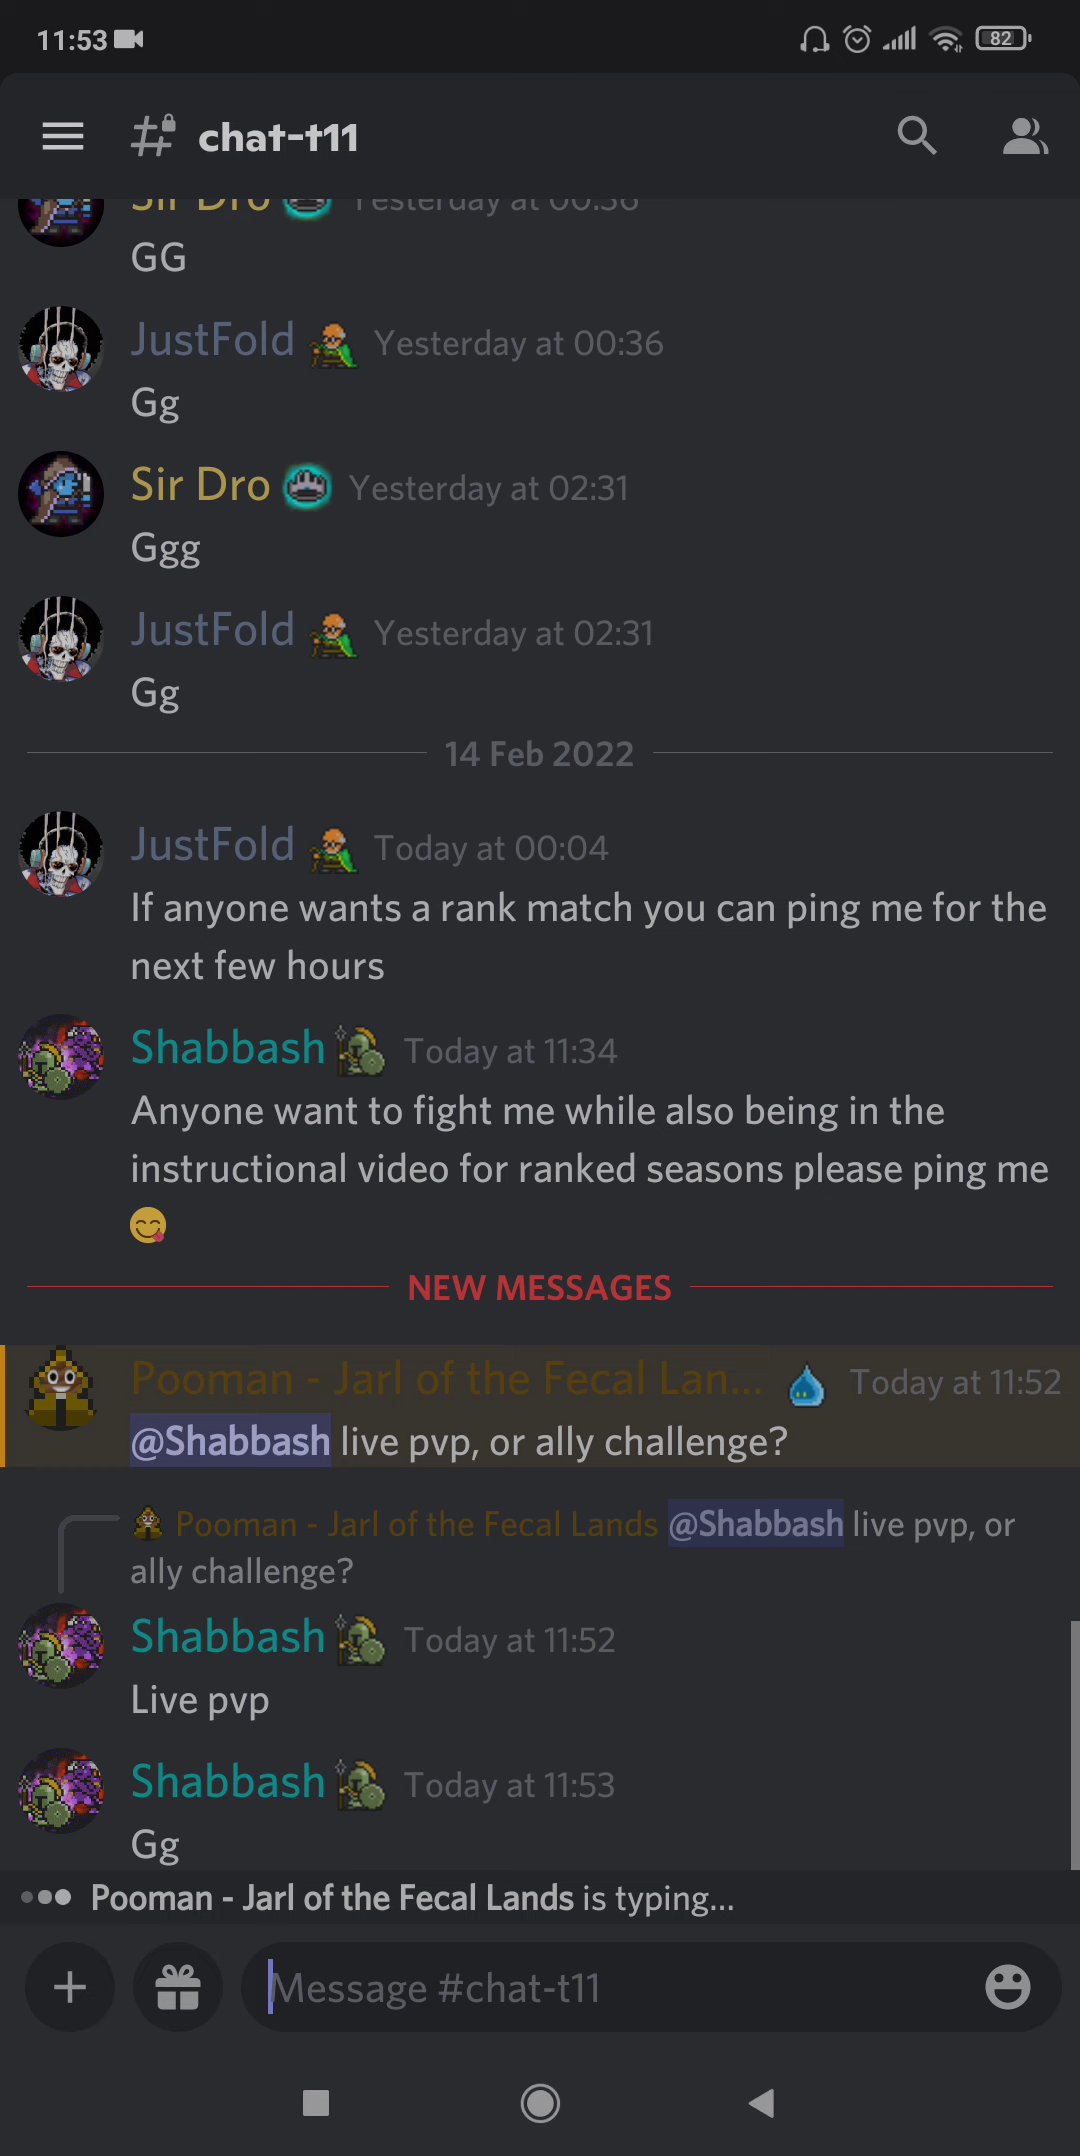 11:53
82
chat-t11
Sir Dro Yesterday at 00:36
GG
JustFold Yesterday at 00:36
Gg
Sir Dro Yesterday at 02:31
Ggg
JustFold Yesterday at 02:31
Gg
14 Feb 2022
JustFold Today at 00:04
If anyone wants a rank match you can ping me for the
next few hours
Shabbash Today at 11:34
Anyone want to fight me while also being in the
instructional video for ranked seasons please ping me
😋
NEW MESSAGES
Pooman - Jarl of the Fecal Lan... Today at 11:52
@Shabbash live pvp, or ally challenge?
Pooman - Jarl of the Fecal Lands @Shabbash live pvp, or
ally challenge?
Shabbash Today at 11:52
Live pvp
Shabbash Today at 11:53
Gg
Pooman - Jarl of the Fecal Lands is typing...
Message #chat-t11